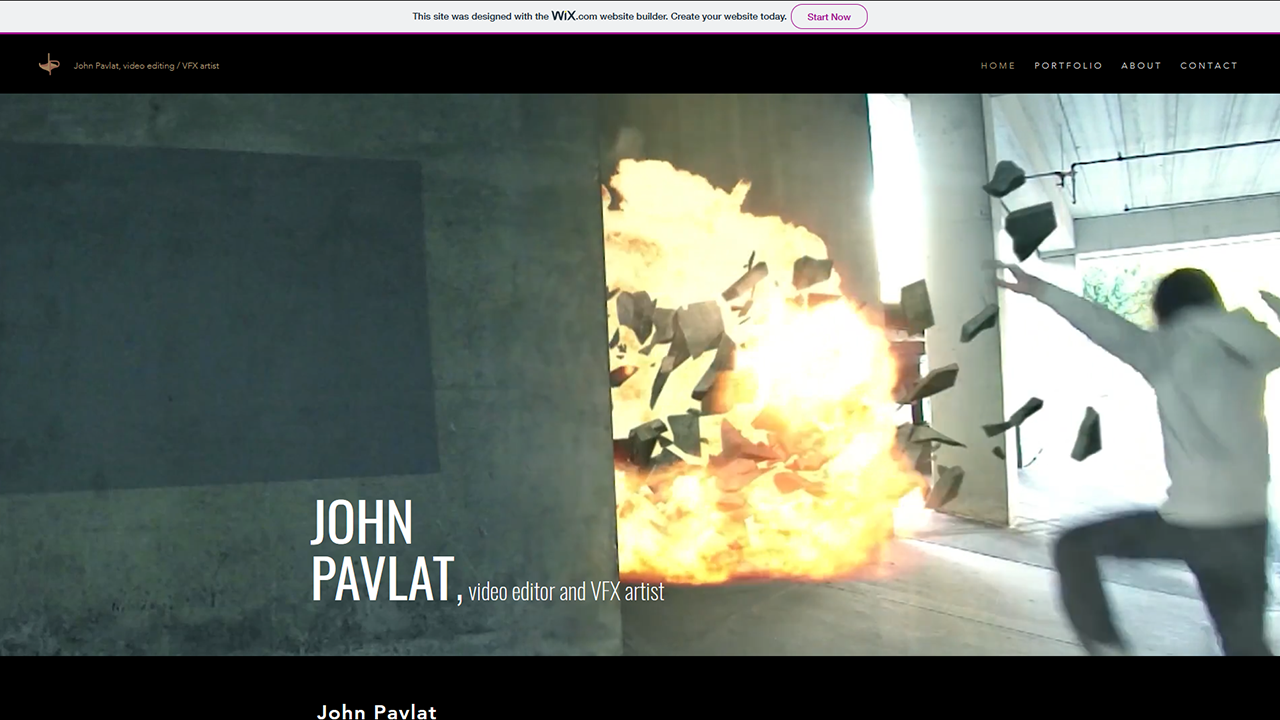 This site was designed with the WiX.com website builder. Create your website today. Start Now
John Pavlat, video editing / VFX artist
HOME PORTFOLIO ABOUT CONTACT
JOHN
PAVLAT, video editor and VFX artist
John Pavlat